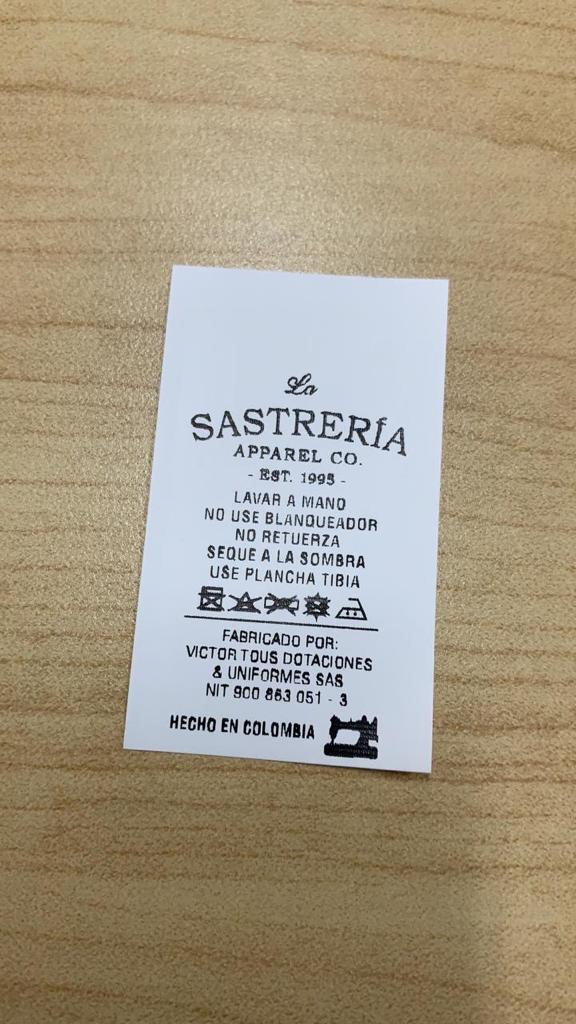 La
SASTRERÍA
APPAREL CO.
- EST. 1995 -
LAVAR A MANO
NO USE BLANQUEADOR
NO RETUERZA
SEQUE A LA SOMBRA
USE PLANCHA TIBIA
FABRICADO POR:
VICTOR TOUS DOTACIONES
& UNIFORMES SAS
NIT 900 863 051 - 3
HECHO EN COLOMBIA